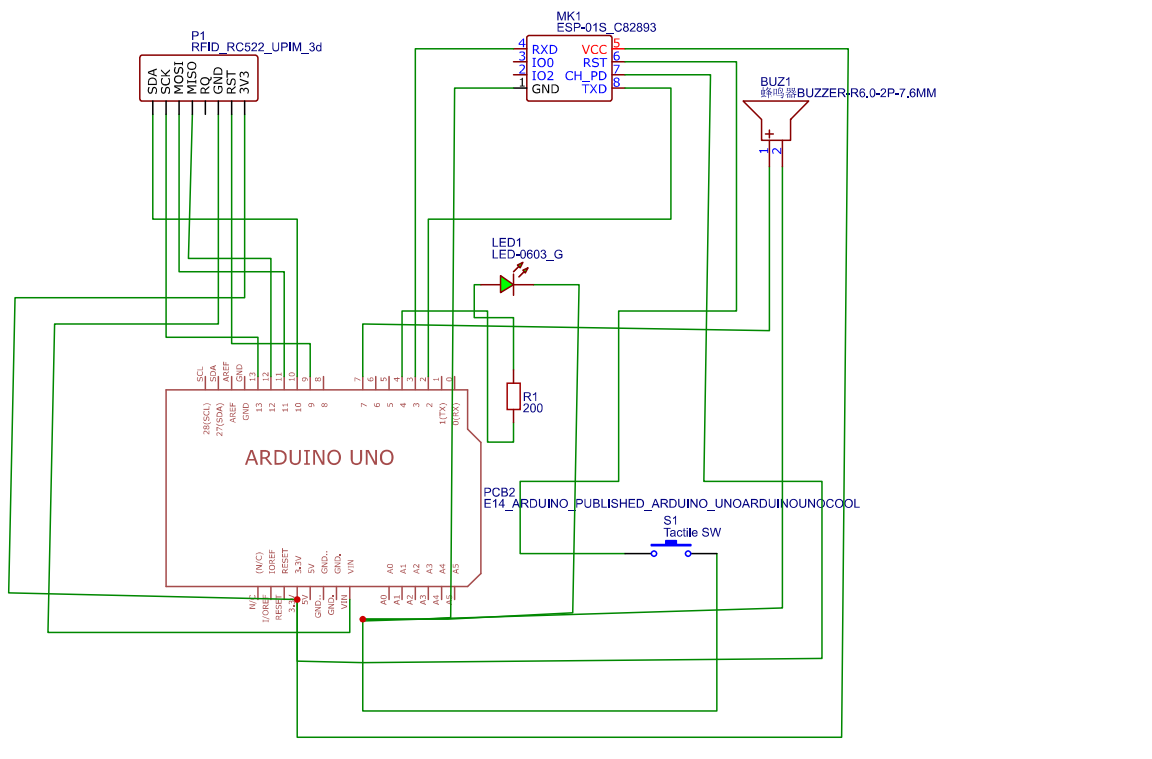 P1
RFID_RC522_UPIM_3d
SDA
SCK
MOSI
MISO
RQ
GND
RST
3V3
MK1
ESP-01S_C82893
4 RXD VCC 5
3 IO0 RST 6
2 IO2 CH_PD 7
1 GND TXD 8
BUZ1
蜂鸣器BUZZER-R6.0-2P-7.6MM
+
1
2
LED1
LED-0603_G
R1
200
SCL
SDA
AREF
GND
13
12
11
10
9
8
7
6
5
4
3
2
1
0
28(SCL)
27(SDA)
AREF
GND
13
12
11
10
9
8
7
6
5
4
3
2
1(TX)
0(RX)
ARDUINO UNO
PCB2
E14_ARDUINO_PUBLISHED_ARDUINO_UNOARDUINOUNOCOOL
S1
Tactile SW
(N/C)
IOREF
RESET
3.3V
5V
GND..
GND.
VIN
A0
A1
A2
A3
A4
A5
N/C
I/OREF
RESET
3.3V
5V
GND..
GND.
VIN
A0
A1
A2
A3
A4
A5